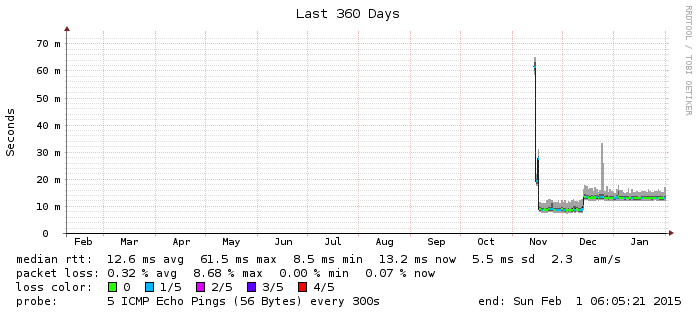 Last 360 Days
RRDTOOL / TOBI OETIKER
Seconds
70 m
60 m
50 m
40 m
30 m
20 m
10 m
0
Feb Mar Apr May Jun Jul Aug Sep Oct Nov Dec Jan
median rtt: 12.6 ms avg 61.5 ms max 8.5 ms min 13.2 ms now 5.5 ms sd 2.3 am/s
packet loss: 0.32 % avg 8.68 % max 0.00 % min 0.07 % now
loss color: 0 1/5 2/5 3/5 4/5
probe: 5 ICMP Echo Pings (56 Bytes) every 300s end: Sun Feb 1 06:05:21 2015